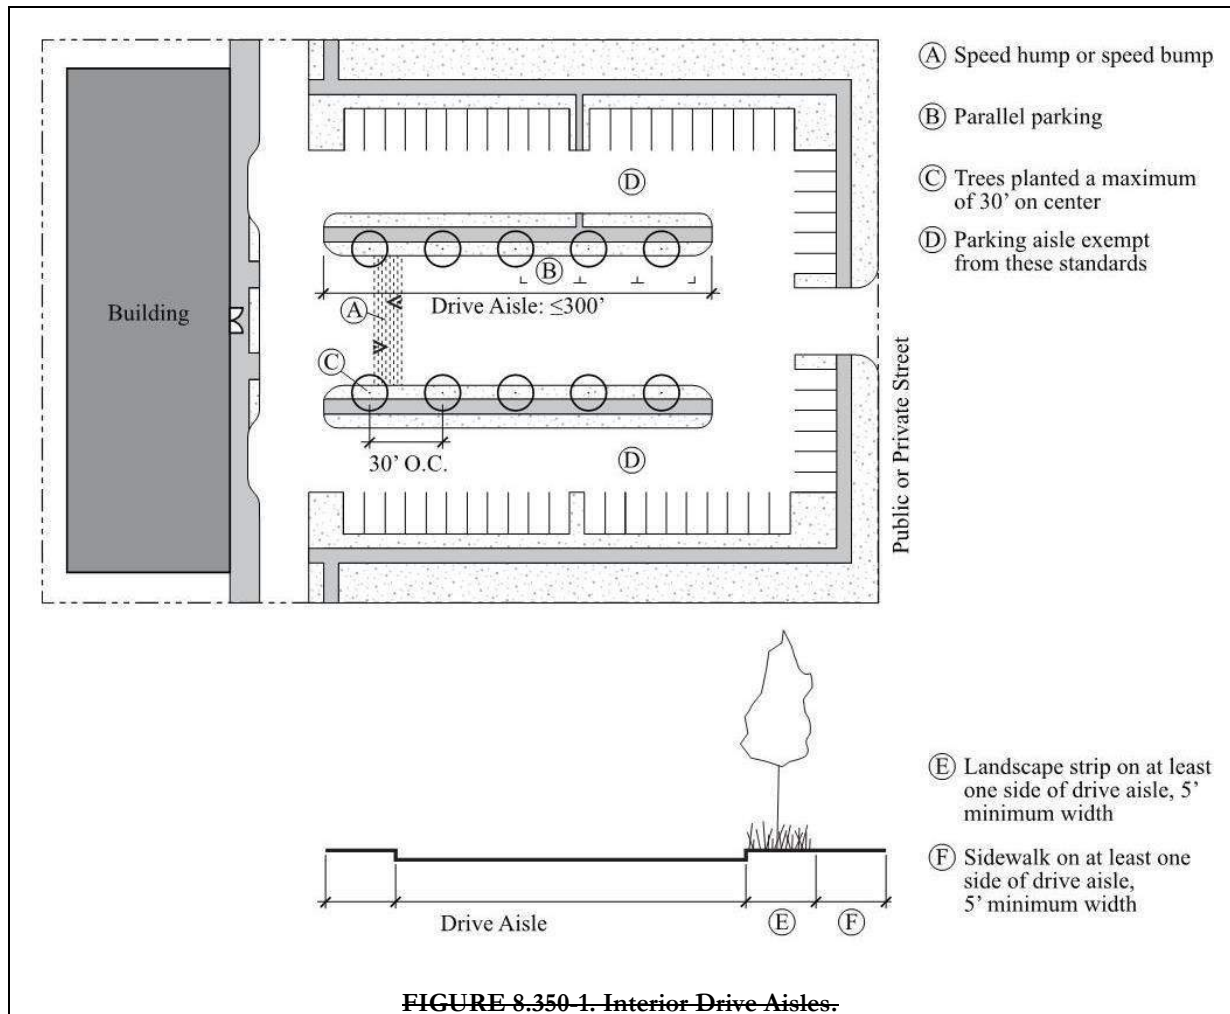 Ⓐ Speed hump or speed bump
Ⓑ Parallel parking
Ⓒ Trees planted a maximum
of 30’ on center
Ⓓ Parking aisle exempt
from these standards
Ⓓ
Ⓑ
Drive Aisle: ≤300’
Building
Ⓐ
Ⓒ
30’ O.C.
Ⓓ
Public or Private Street
Ⓔ Landscape strip on at least
one side of drive aisle, 5’
minimum width
Ⓕ Sidewalk on at least one
side of drive aisle,
5’ minimum width
Drive Aisle
Ⓔ
Ⓕ
FIGURE 8.350-1. Interior Drive Aisles.